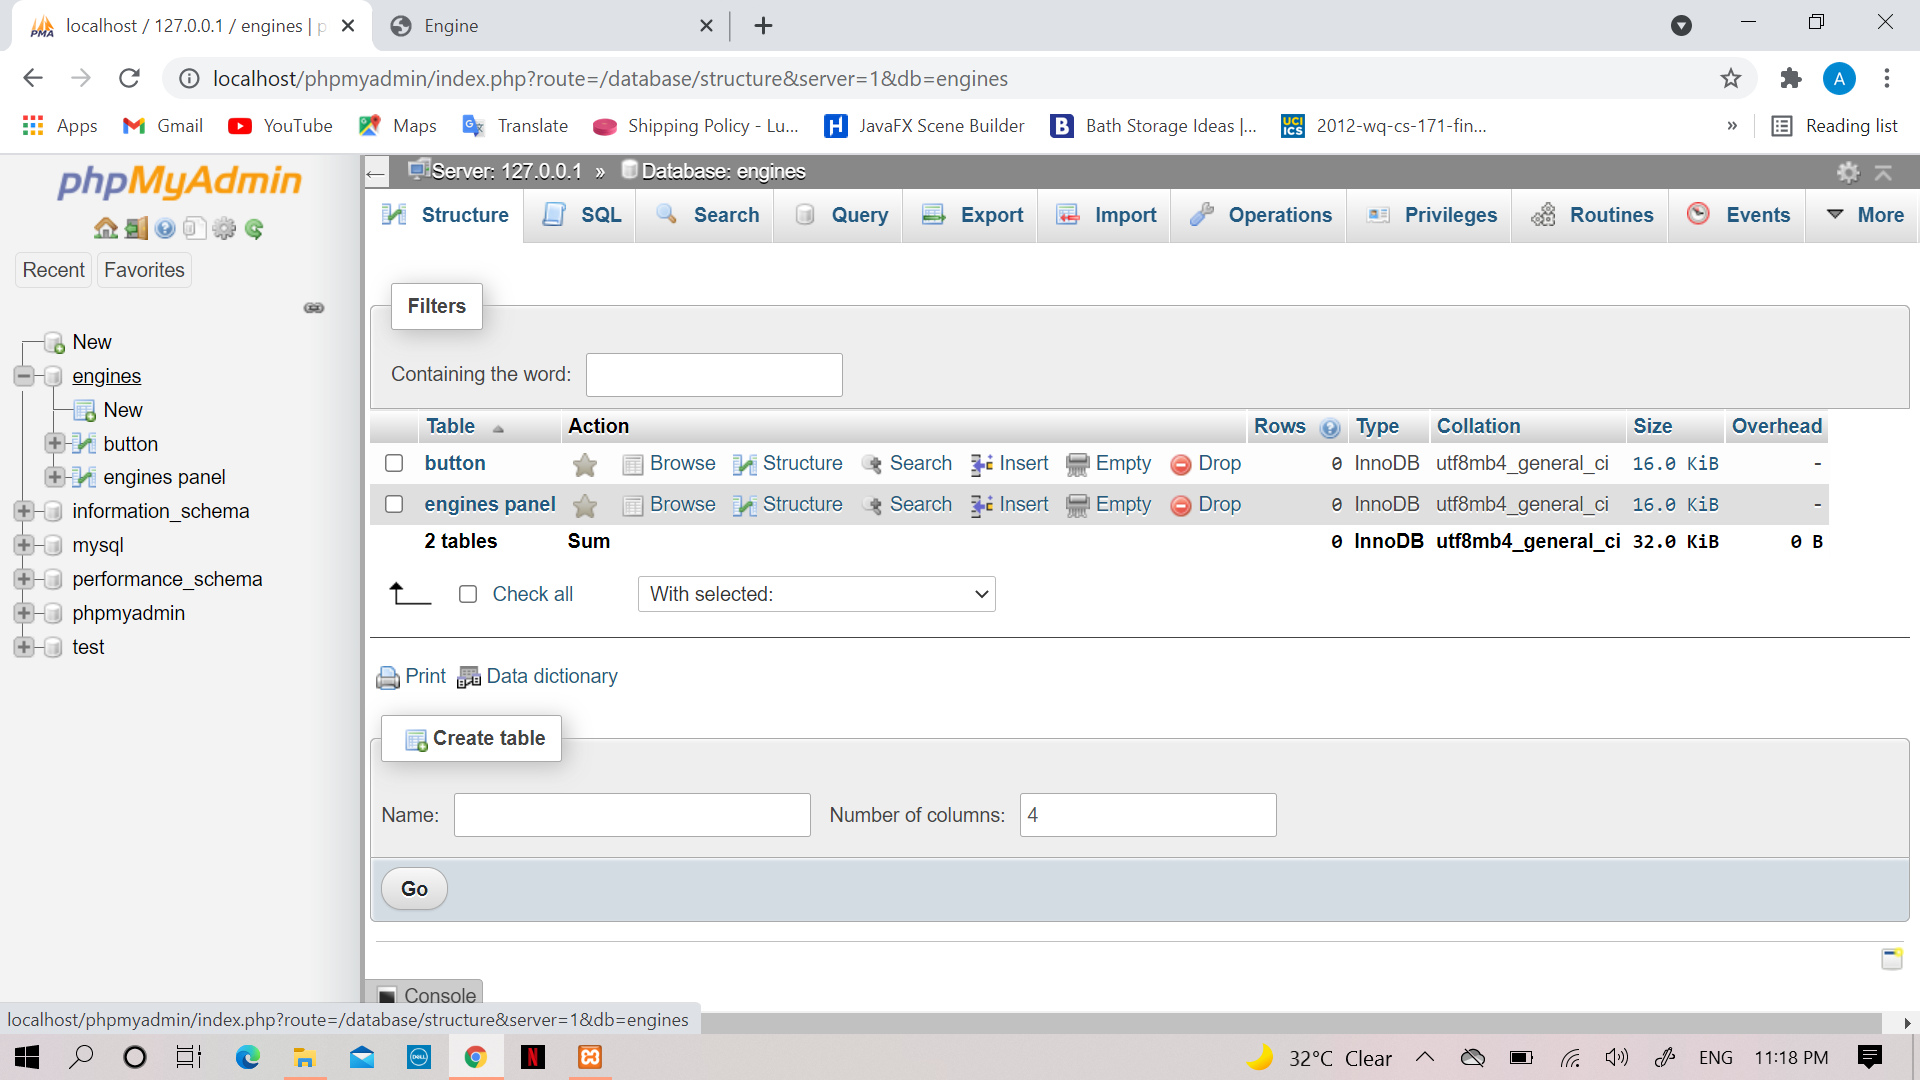 localhost / 127.0.0.1 / engines | p
Engine
localhost/phpmyadmin/index.php?route=/database/structure&server=1&db=engines
A
Apps
Gmail
YouTube
Maps
Translate
Shipping Policy - Lu...
JavaFX Scene Builder
Bath Storage Ideas |...
2012-wq-cs-171-fin...
»
Reading list
phpMyAdmin
Recent
Favorites
New
engines
New
button
engines panel
information_schema
mysql
performance_schema
phpmyadmin
test
Server: 127.0.0.1 » Database: engines
Structure
SQL
Search
Query
Export
Import
Operations
Privileges
Routines
Events
More
Filters
Containing the word:
Table Action Rows Type Collation Size Overhead
button Browse Structure Search Insert Empty Drop 0 InnoDB utf8mb4_general_ci 16.0 KiB -
engines panel Browse Structure Search Insert Empty Drop 0 InnoDB utf8mb4_general_ci 16.0 KiB -
2 tables Sum 0 InnoDB utf8mb4_general_ci 32.0 KiB 0 B
Check all
With selected:
Print
Data dictionary
Create table
Name:
Number of columns: 4
Go
Console
localhost/phpmyadmin/index.php?route=/database/structure&server=1&db=engines
32°C Clear
ENG
11:18 PM